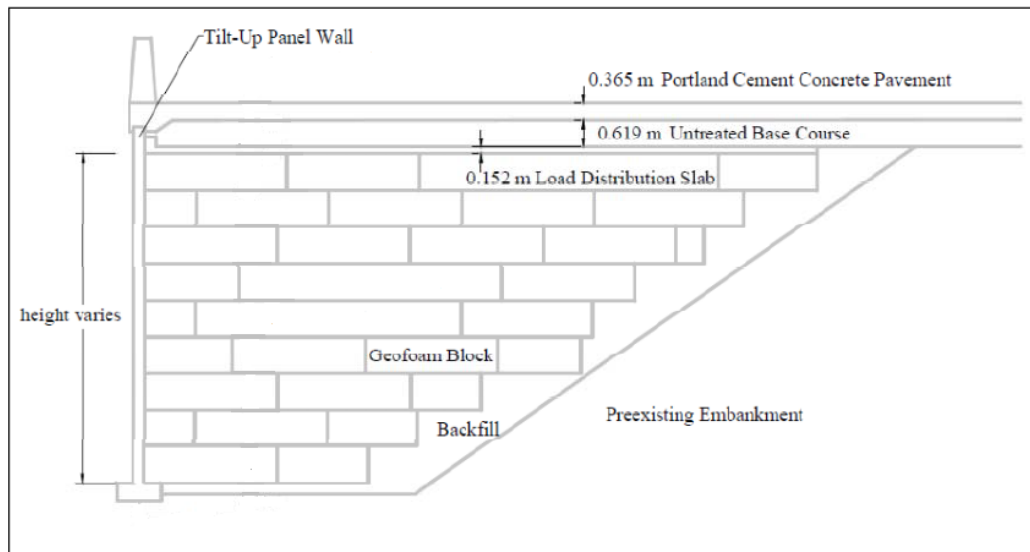 Tilt-Up Panel Wall
0.365 m Portland Cement Concrete Pavement
0.619 m Untreated Base Course
0.152 m Load Distribution Slab
height varies
Geofoam Block
Preexisting Embankment
Backfill